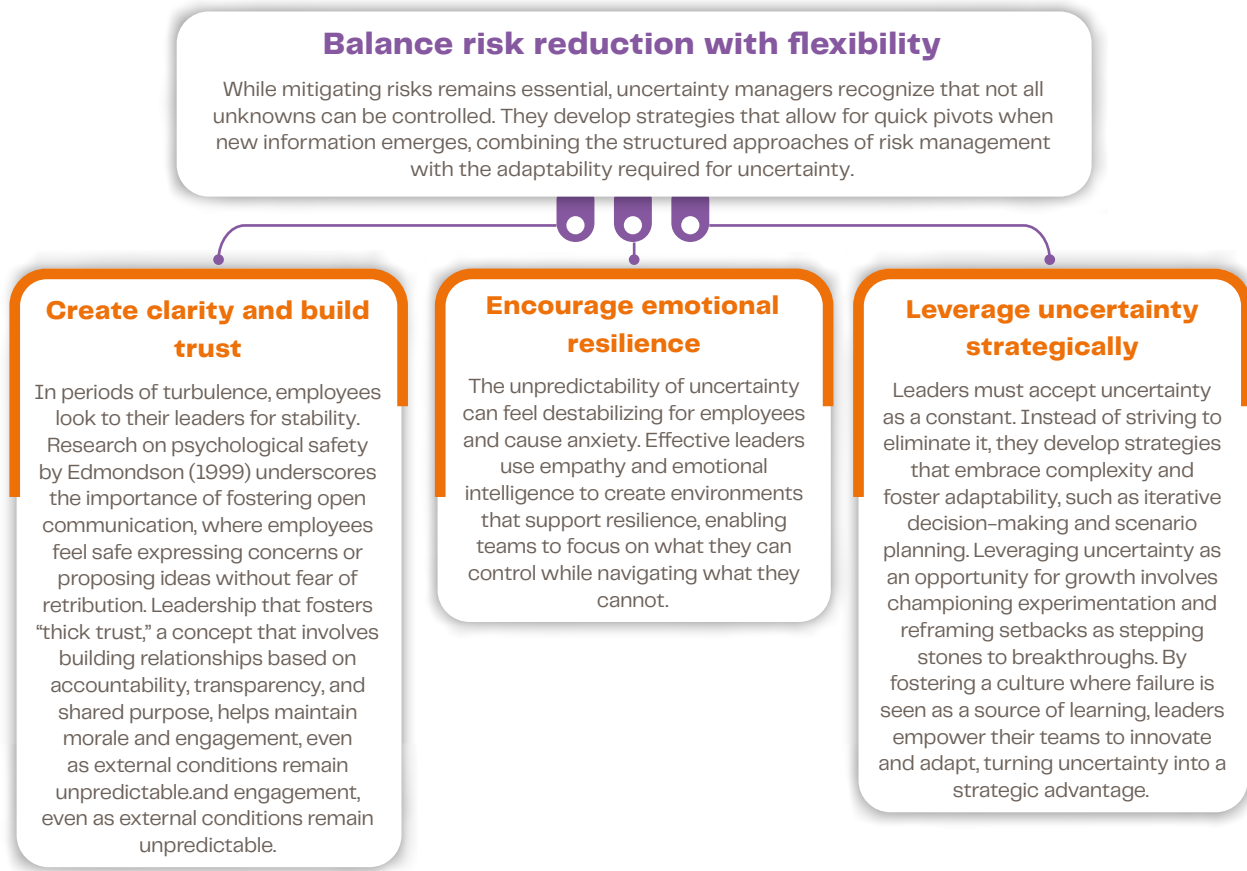 Balance risk reduction with flexibility
While mitigating risks remains essential, uncertainty managers recognize that not all
unknowns can be controlled. They develop strategies that allow for quick pivots when
new information emerges, combining the structured approaches of risk management
with the adaptability required for uncertainty.
Create clarity and build
trust
In periods of turbulence, employees
look to their leaders for stability.
Research on psychological safety
by Edmondson (1999) underscores
the importance of fostering open
communication, where employees
feel safe expressing concerns or
proposing ideas without fear of
retribution. Leadership that fosters
“thick trust,” a concept that involves
building relationships based on
accountability, transparency, and
shared purpose, helps maintain
morale and engagement, even
as external conditions remain
unpredictable.and engagement,
even as external conditions remain
unpredictable.
Encourage emotional
resilience
The unpredictability of uncertainty
can feel destabilizing for employees
and cause anxiety. Effective leaders
use empathy and emotional
intelligence to create environments
that support resilience, enabling
teams to focus on what they can
control while navigating what they
cannot.
Leverage uncertainty
strategically
Leaders must accept uncertainty
as a constant. Instead of striving to
eliminate it, they develop strategies
that embrace complexity and
foster adaptability, such as iterative
decision-making and scenario
planning. Leveraging uncertainty as
an opportunity for growth involves
championing experimentation and
reframing setbacks as stepping
stones to breakthroughs. By
fostering a culture where failure is
seen as a source of learning, leaders
empower their teams to innovate
and adapt, turning uncertainty into a
strategic advantage.